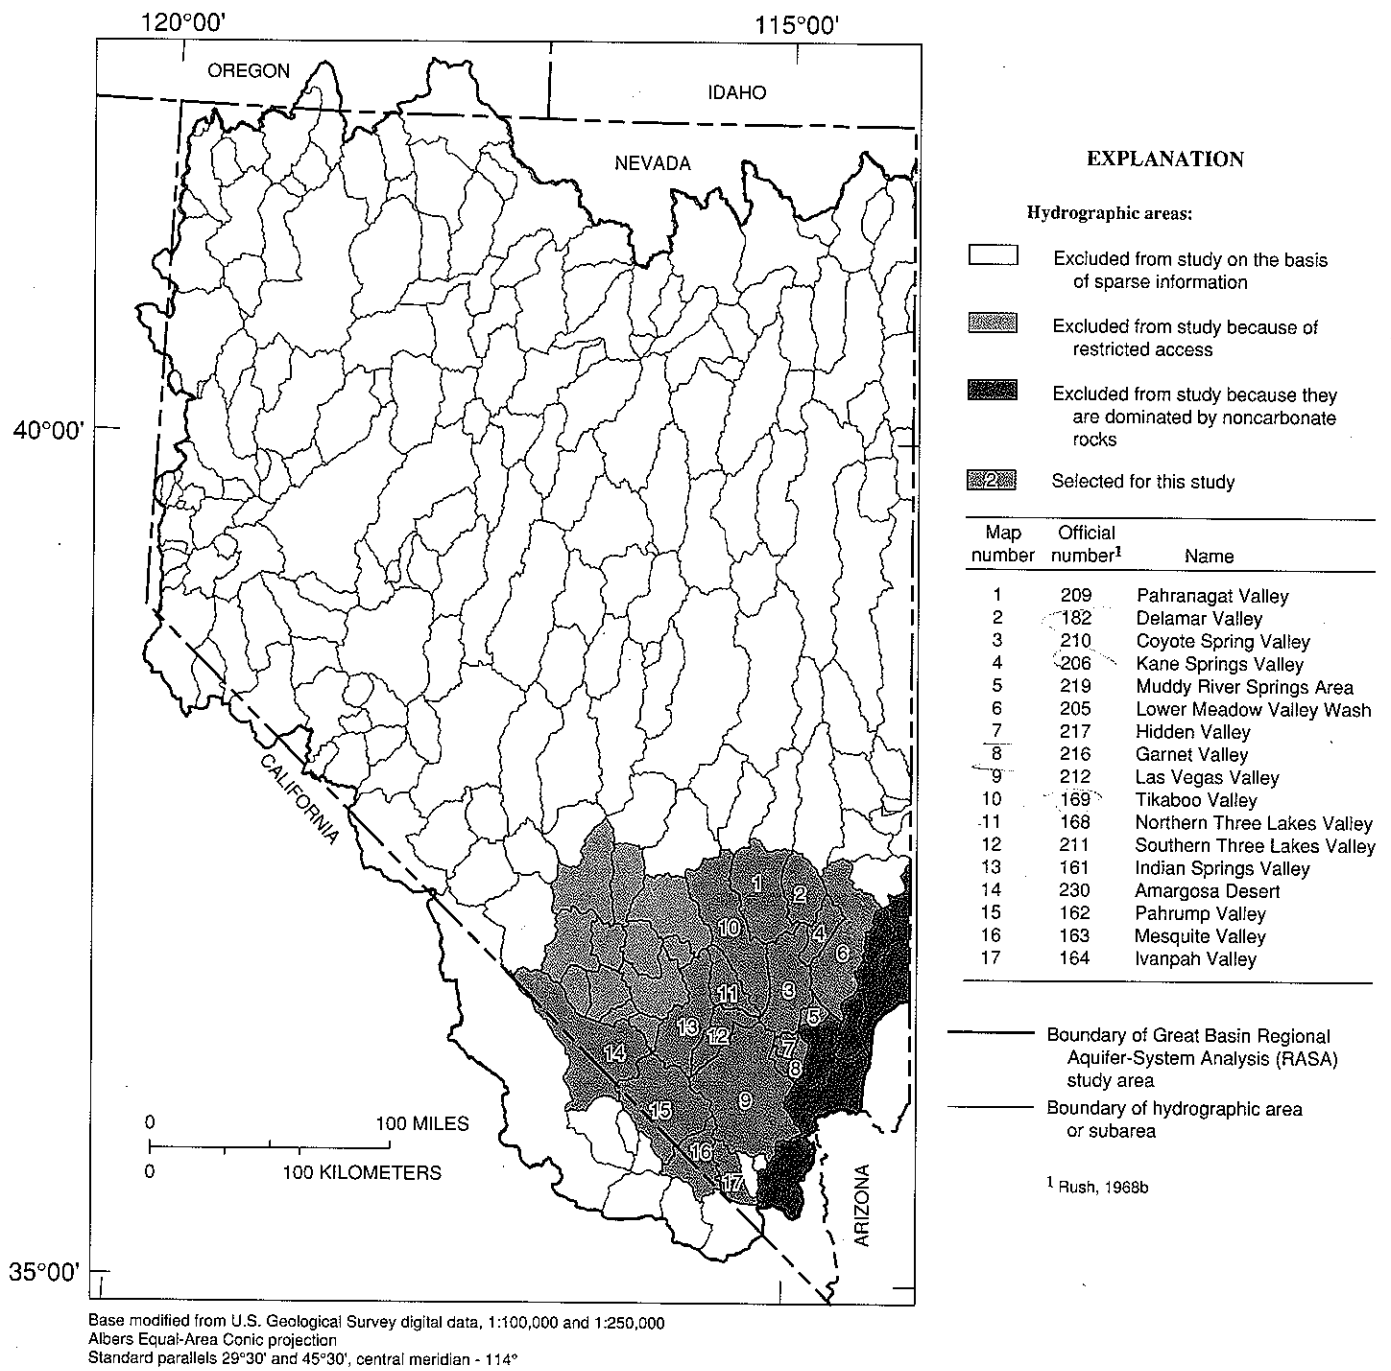 120°00'
115°00'
OREGON
IDAHO
NEVADA
40°00'
CALIFORNIA
1
2
10
4
6
11
3
5
13
12
7
14
8
9
15
16
17
0 100 MILES
0 100 KILOMETERS
ARIZONA
35°00'
Base modified from U.S. Geological Survey digital data, 1:100,000 and 1:250,000
Albers Equal-Area Conic projection
Standard parallels 29°30' and 45°30', central meridian - 114°
EXPLANATION
Hydrographic areas:
Excluded from study on the basis
of sparse information
Excluded from study because of
restricted access
Excluded from study because they
are dominated by noncarbonate
rocks
2 Selected for this study
Map Official
number number¹ Name
1 209 Pahranagat Valley
2 182 Delamar Valley
3 210 Coyote Spring Valley
4 206 Kane Springs Valley
5 219 Muddy River Springs Area
6 205 Lower Meadow Valley Wash
7 217 Hidden Valley
8 216 Garnet Valley
9 212 Las Vegas Valley
10 169 Tikaboo Valley
11 168 Northern Three Lakes Valley
12 211 Southern Three Lakes Valley
13 161 Indian Springs Valley
14 230 Amargosa Desert
15 162 Pahrump Valley
16 163 Mesquite Valley
17 164 Ivanpah Valley
Boundary of Great Basin Regional
Aquifer-System Analysis (RASA)
study area
Boundary of hydrographic area
or subarea
¹ Rush, 1968b